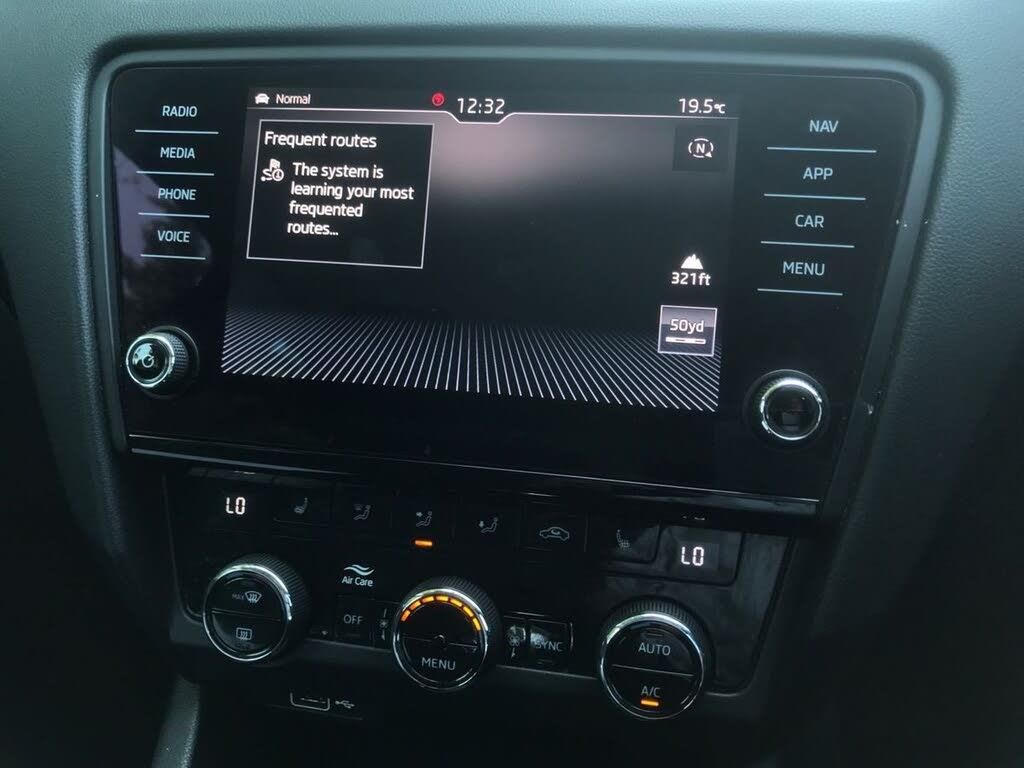 RADIO
MEDIA
PHONE
VOICE
Normal
12:32
19.5°C
Frequent routes
The system is
learning your most
frequented
routes...
N
321ft
50yd
NAV
APP
CAR
MENU
LO
LO
MAX
Air Care
OFF
MENU
SYNC
AUTO
A/C